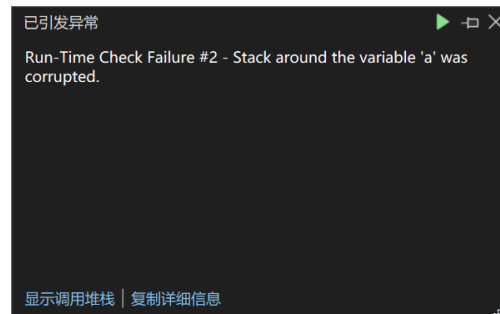 已引发异常
Run-Time Check Failure #2 - Stack around the variable 'a' was
corrupted.
显示调用堆栈 | 复制详细信息